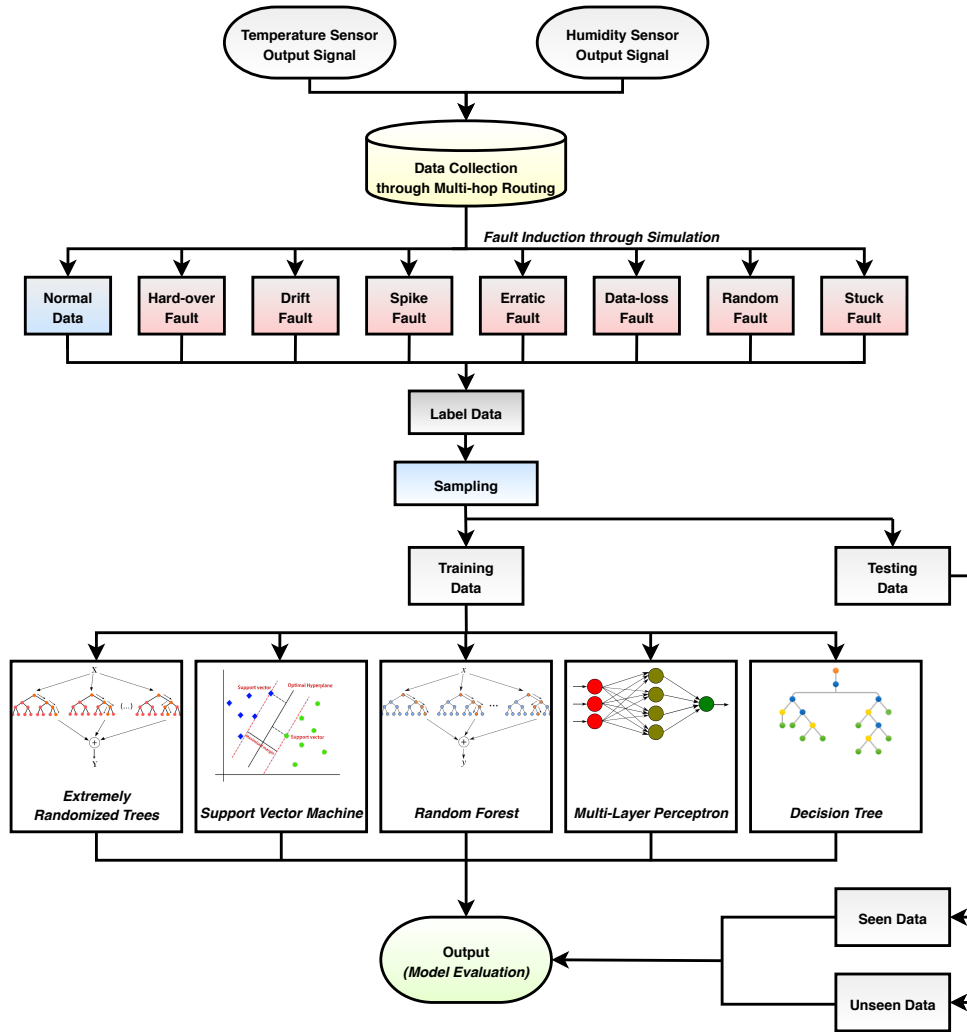 Temperature Sensor
Output Signal
Humidity Sensor
Output Signal
Data Collection
through Multi-hop Routing
Fault Induction through Simulation
Normal
Data
Hard-over
Fault
Drift
Fault
Spike
Fault
Erratic
Fault
Data-loss
Fault
Random
Fault
Stuck
Fault
Label Data
Sampling
Training
Data
Testing
Data
X
(...)
+
Y
Extremely
Randomized Trees
Support vector
Optimal Hyperplane
Support vector
Support Vector Machine
x
...
+
y
Random Forest
Multi-Layer Perceptron
Decision Tree
Output
(Model Evaluation)
Seen Data
Unseen Data